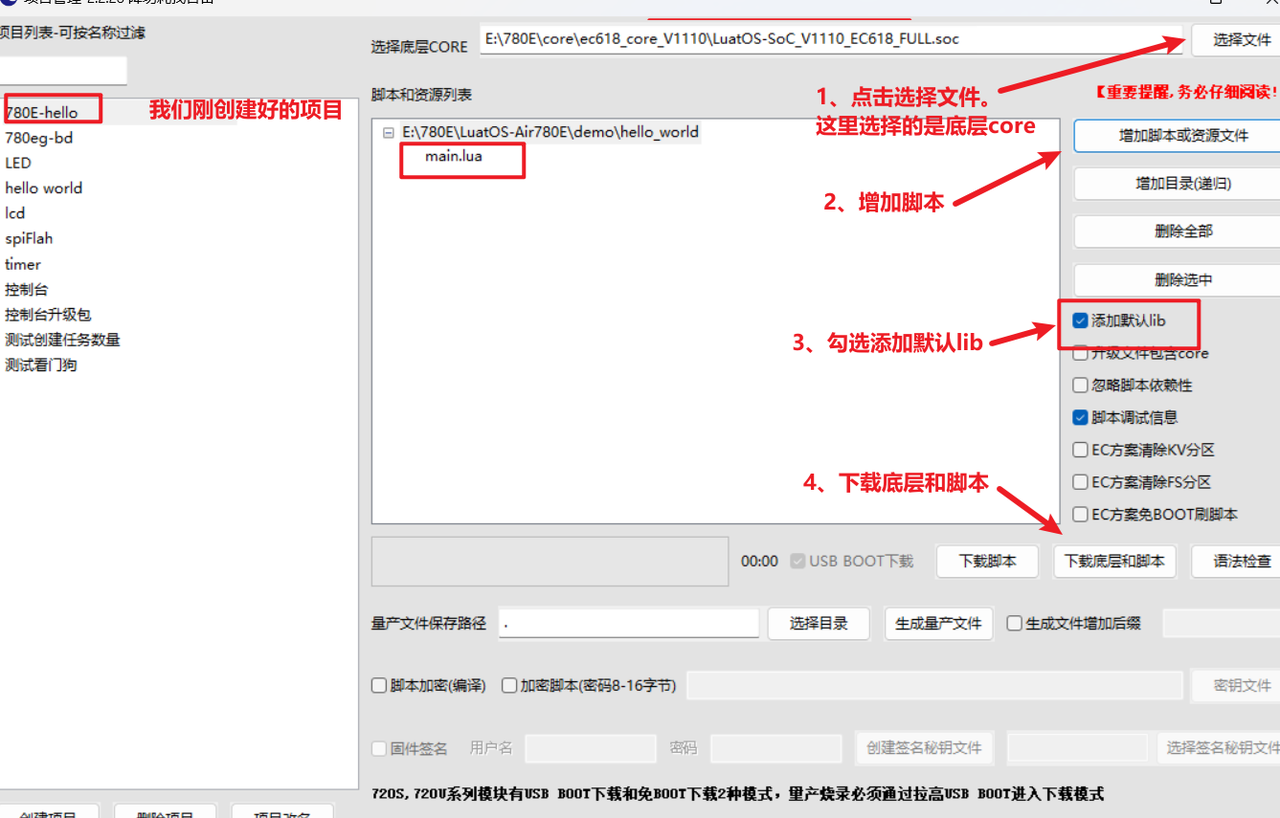 项目管理
项目列表-可按名称过滤
选择底层CORE
E:\780E\core\ec618_core_V1110\LuatOS-SoC_V1110_EC618_FULL.soc
选择文件
780E-hello
我们刚创建好的项目
780eg-bd
LED
hello world
lcd
spiFlah
timer
控制台
控制台升级包
测试创建任务数量
测试看门狗
脚本和资源列表
【重要提醒,务必仔细阅读!
1、点击选择文件。
这里选择的是底层core
E:\780E\LuatOS-Air780E\demo\hello_world
main.lua
增加脚本或资源文件
2、增加脚本
增加目录(递归)
删除全部
删除选中
添加默认lib
3、勾选添加默认lib
升级文件包含core
忽略脚本依赖性
脚本调试信息
EC方案清除KV分区
4、下载底层和脚本
EC方案清除FS分区
EC方案免BOOT刷脚本
00:00
USB BOOT下载
下载脚本
下载底层和脚本
语法检查
量产文件保存路径
.
选择目录
生成量产文件
生成文件增加后缀
脚本加密(编译)
加密脚本(密码8-16字节)
密钥文件
固件签名
用户名
密码
创建签名秘钥文件
选择签名秘钥文件
720S,720U系列模块有USB BOOT下载和免BOOT下载2种模式，量产烧录必须通过拉高USB BOOT进入下载模式
创建项目
删除项目
项目改名